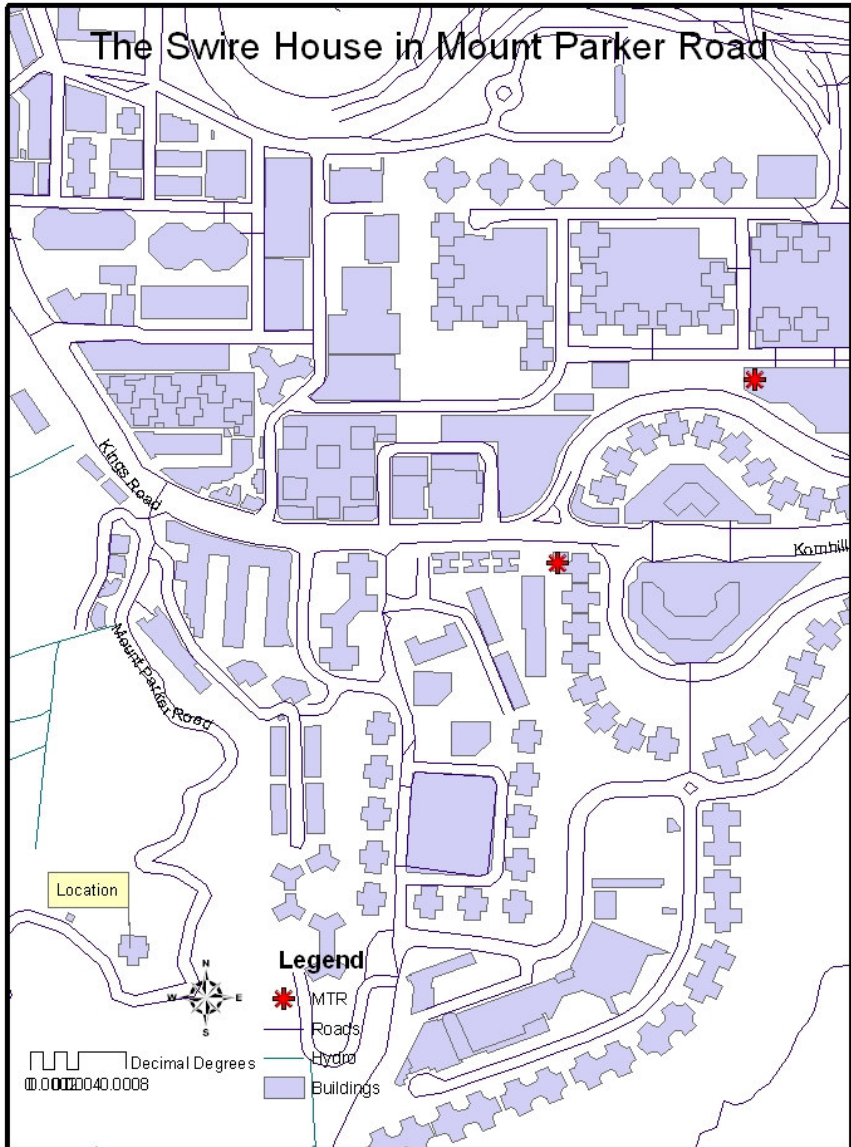 The Swire House in Mount Parker Road
Kings Road
Kornhill
Mount Parker Road
Location
N
W
E
S
Legend
MTR
Roads
Hydro
Buildings
Decimal Degrees